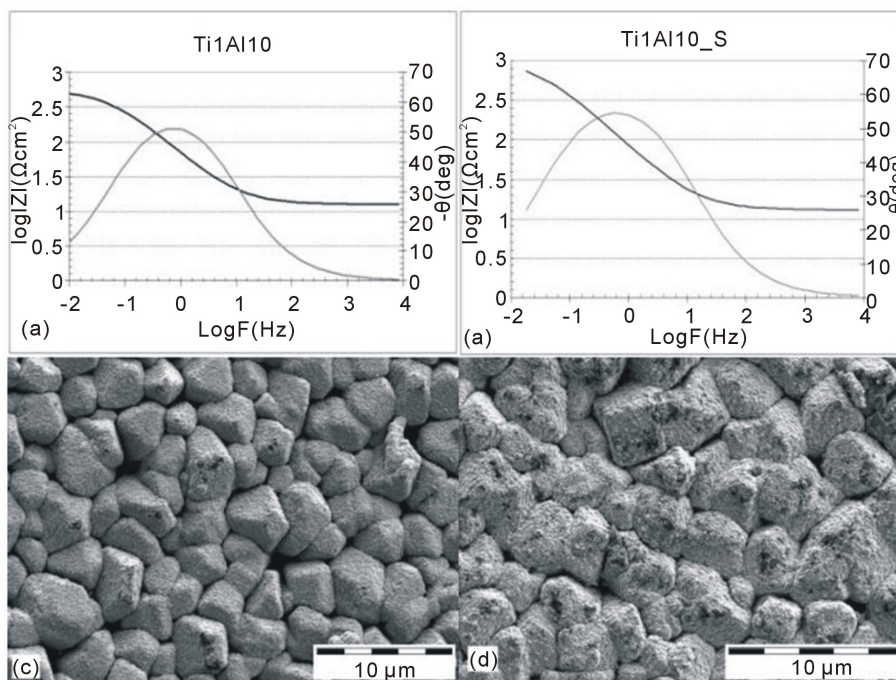 Ti1Al10
3
2.5
2
1.5
1
0.5
0
log|Z|(Ωcm²)
70
60
50
40
30
20
10
0
-θ(deg)
-2 -1 0 1 2 3 4
LogF(Hz)
(a)
Ti1Al10_S
3
2.5
2
1.5
1
0.5
0
log|Z|(Ωcm²)
70
60
50
40
30
20
10
0
θ(deg)
-2 -1 0 1 2 3 4
LogF(Hz)
(a)
(c)
10 µm
(d)
10 µm